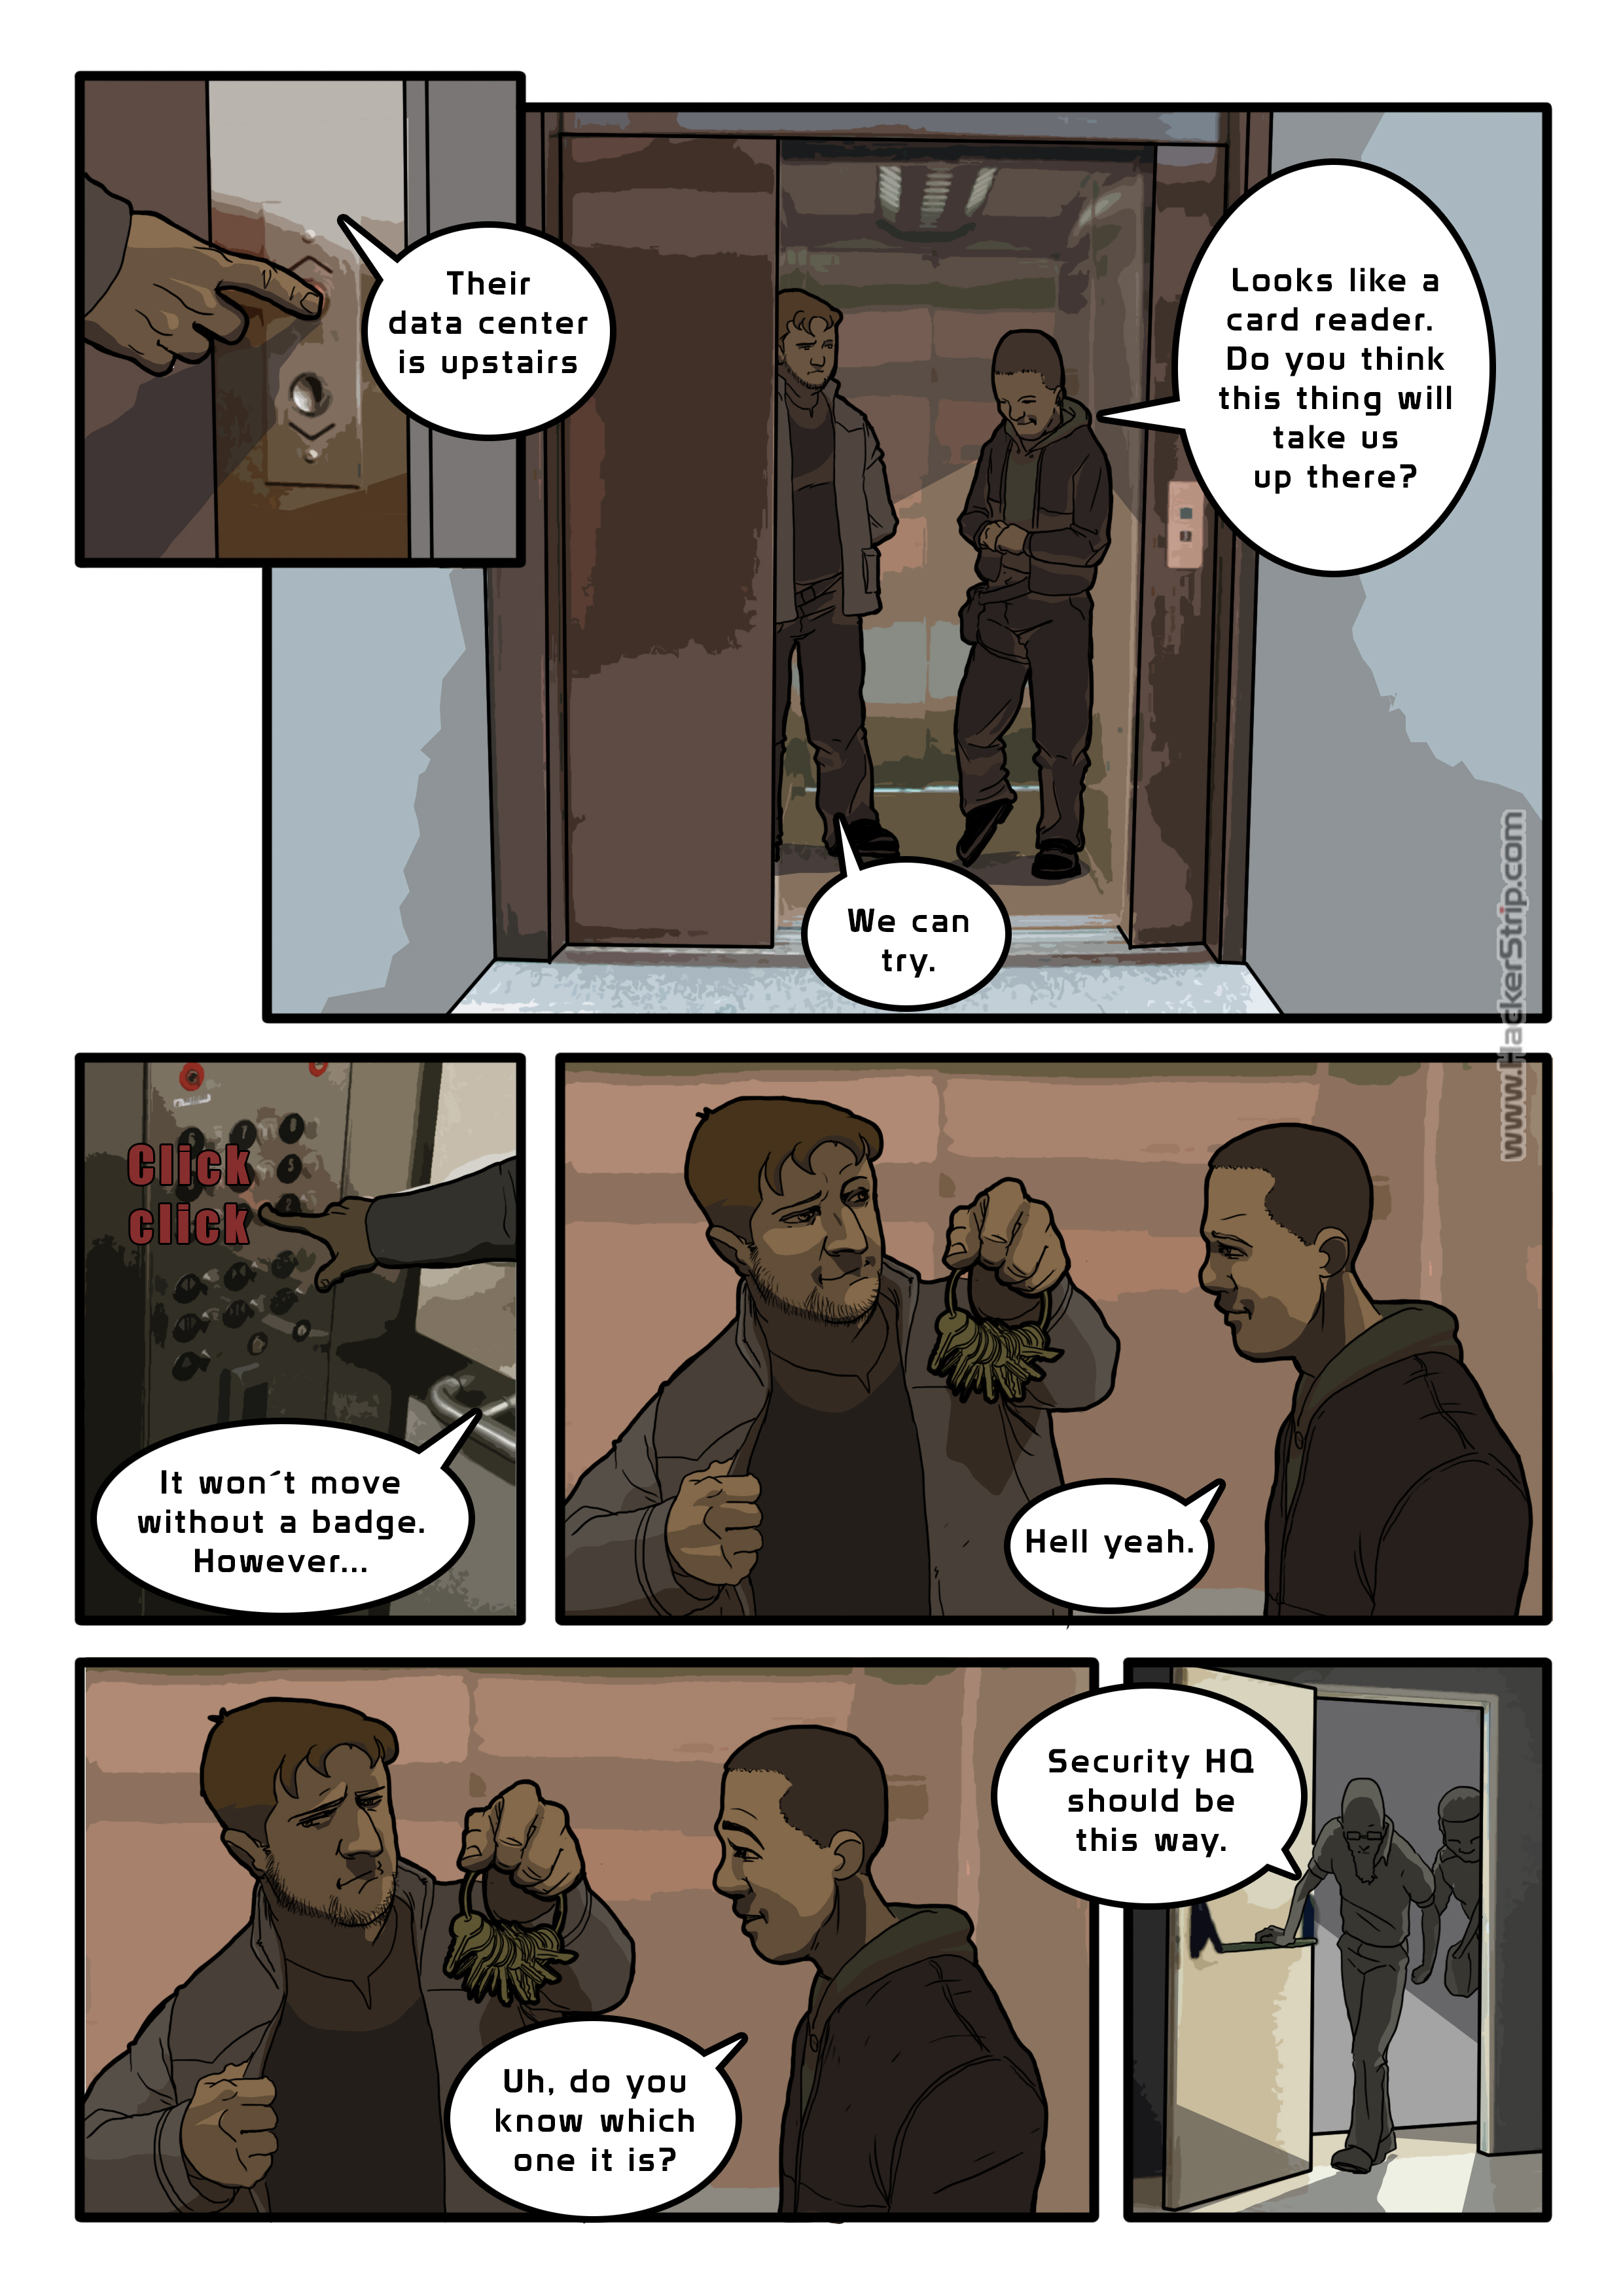 Their
data center
is upstairs
Looks like a
card reader.
Do you think
this thing will
take us
up there?
We can
try.
www.HackerStrip.com
Click
click
It won´t move
without a badge.
However...
Hell yeah.
Uh, do you
know which
one it is?
Security HQ
should be
this way.